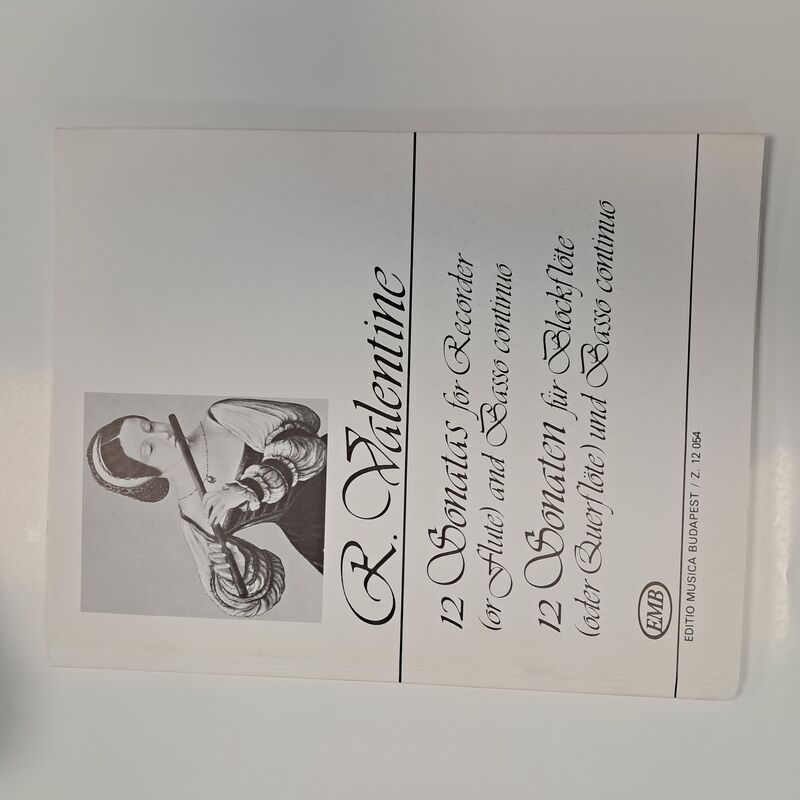 R. Valentine
12 Sonatas for Recorder
(or Flute) and Basso continuo
12 Sonaten für Blockflöte
(oder Querflöte) und Basso continuo
EMB
EDITIO MUSICA BUDAPEST / Z. 12 054